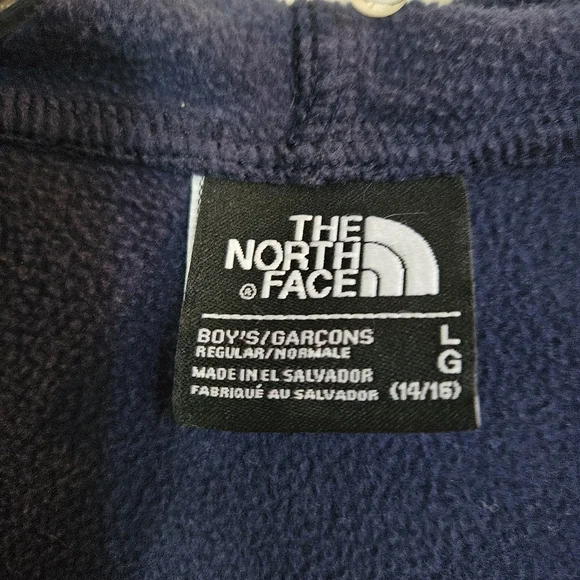 THE
NORTH
® FACE
BOY'S/GARÇONS L
REGULAR/NORMALE G
MADE IN EL SALVADOR
FABRIQUÉ AU SALVADOR (14/16)